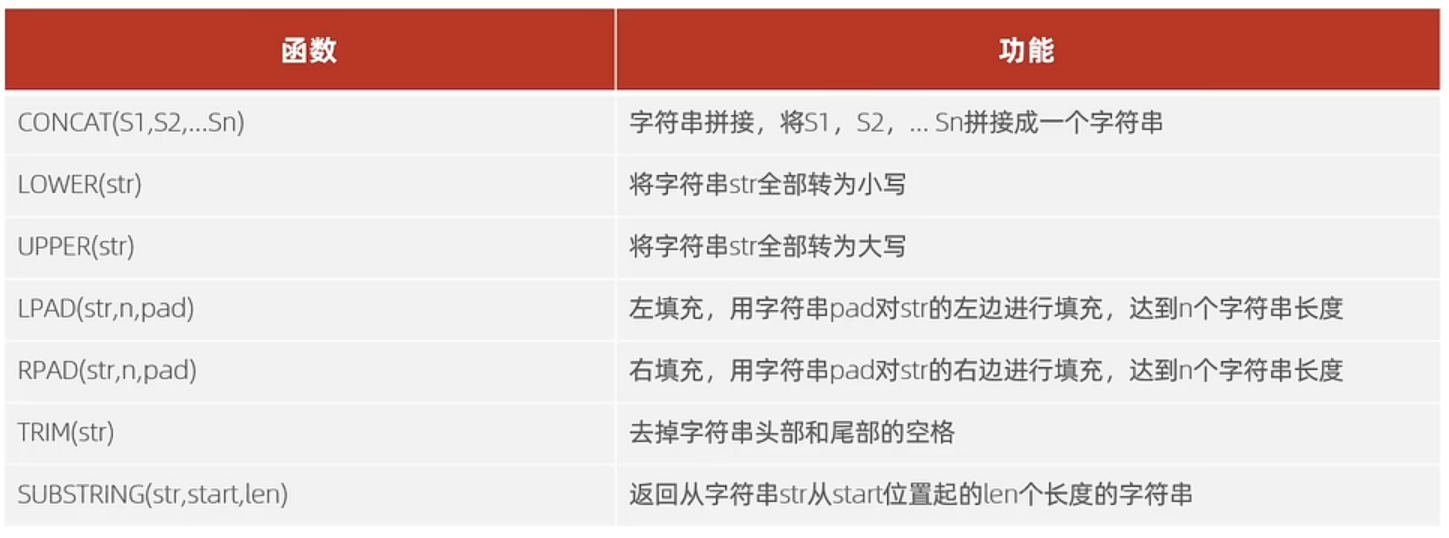 函数 功能
CONCAT(S1,S2,...Sn) 字符串拼接，将S1，S2，... Sn拼接成一个字符串
LOWER(str) 将字符串str全部转为小写
UPPER(str) 将字符串str全部转为大写
LPAD(str,n,pad) 左填充，用字符串pad对str的左边进行填充，达到n个字符串长度
RPAD(str,n,pad) 右填充，用字符串pad对str的右边进行填充，达到n个字符串长度
TRIM(str) 去掉字符串头部和尾部的空格
SUBSTRING(str,start,len) 返回从字符串str从start位置起的len个长度的字符串